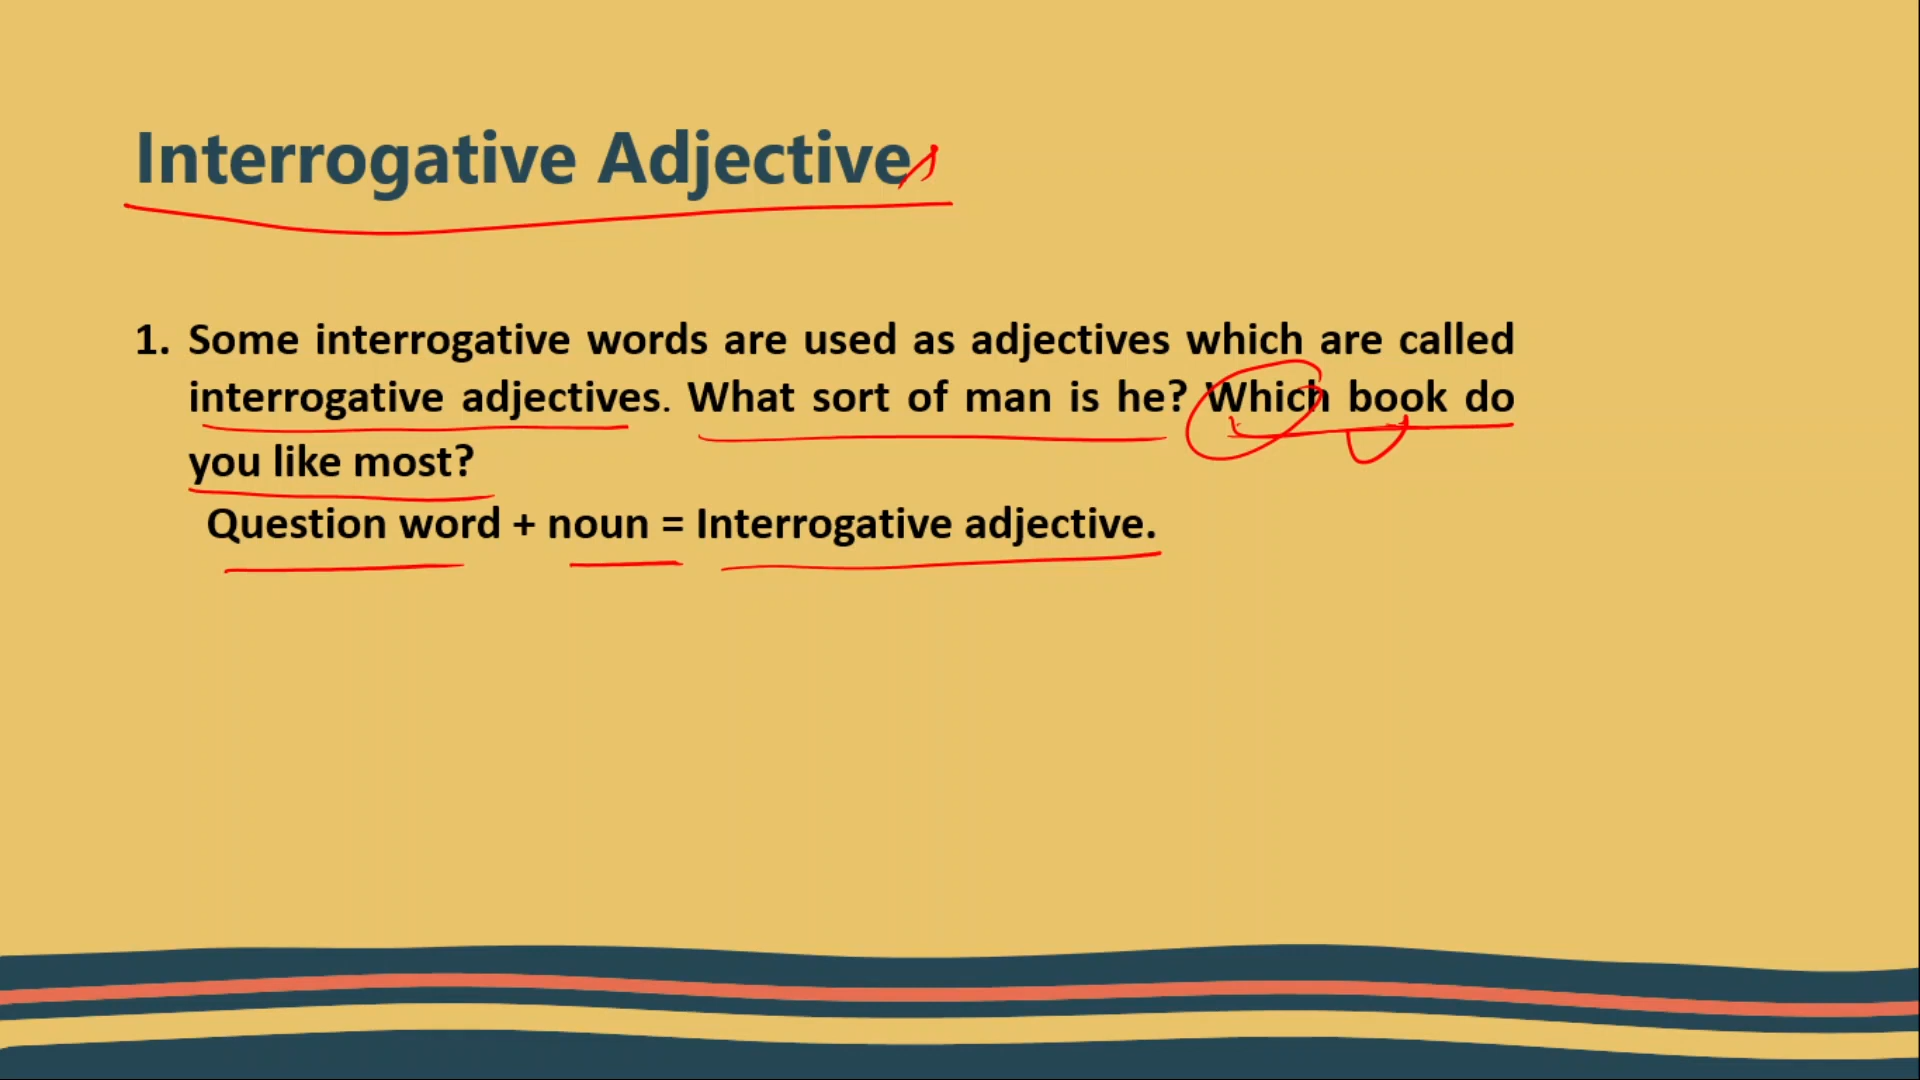 Interrogative Adjectives
1. Some interrogative words are used as adjectives which are called
interrogative adjectives. What sort of man is he? Which book do
you like most?
Question word + noun = Interrogative adjective.